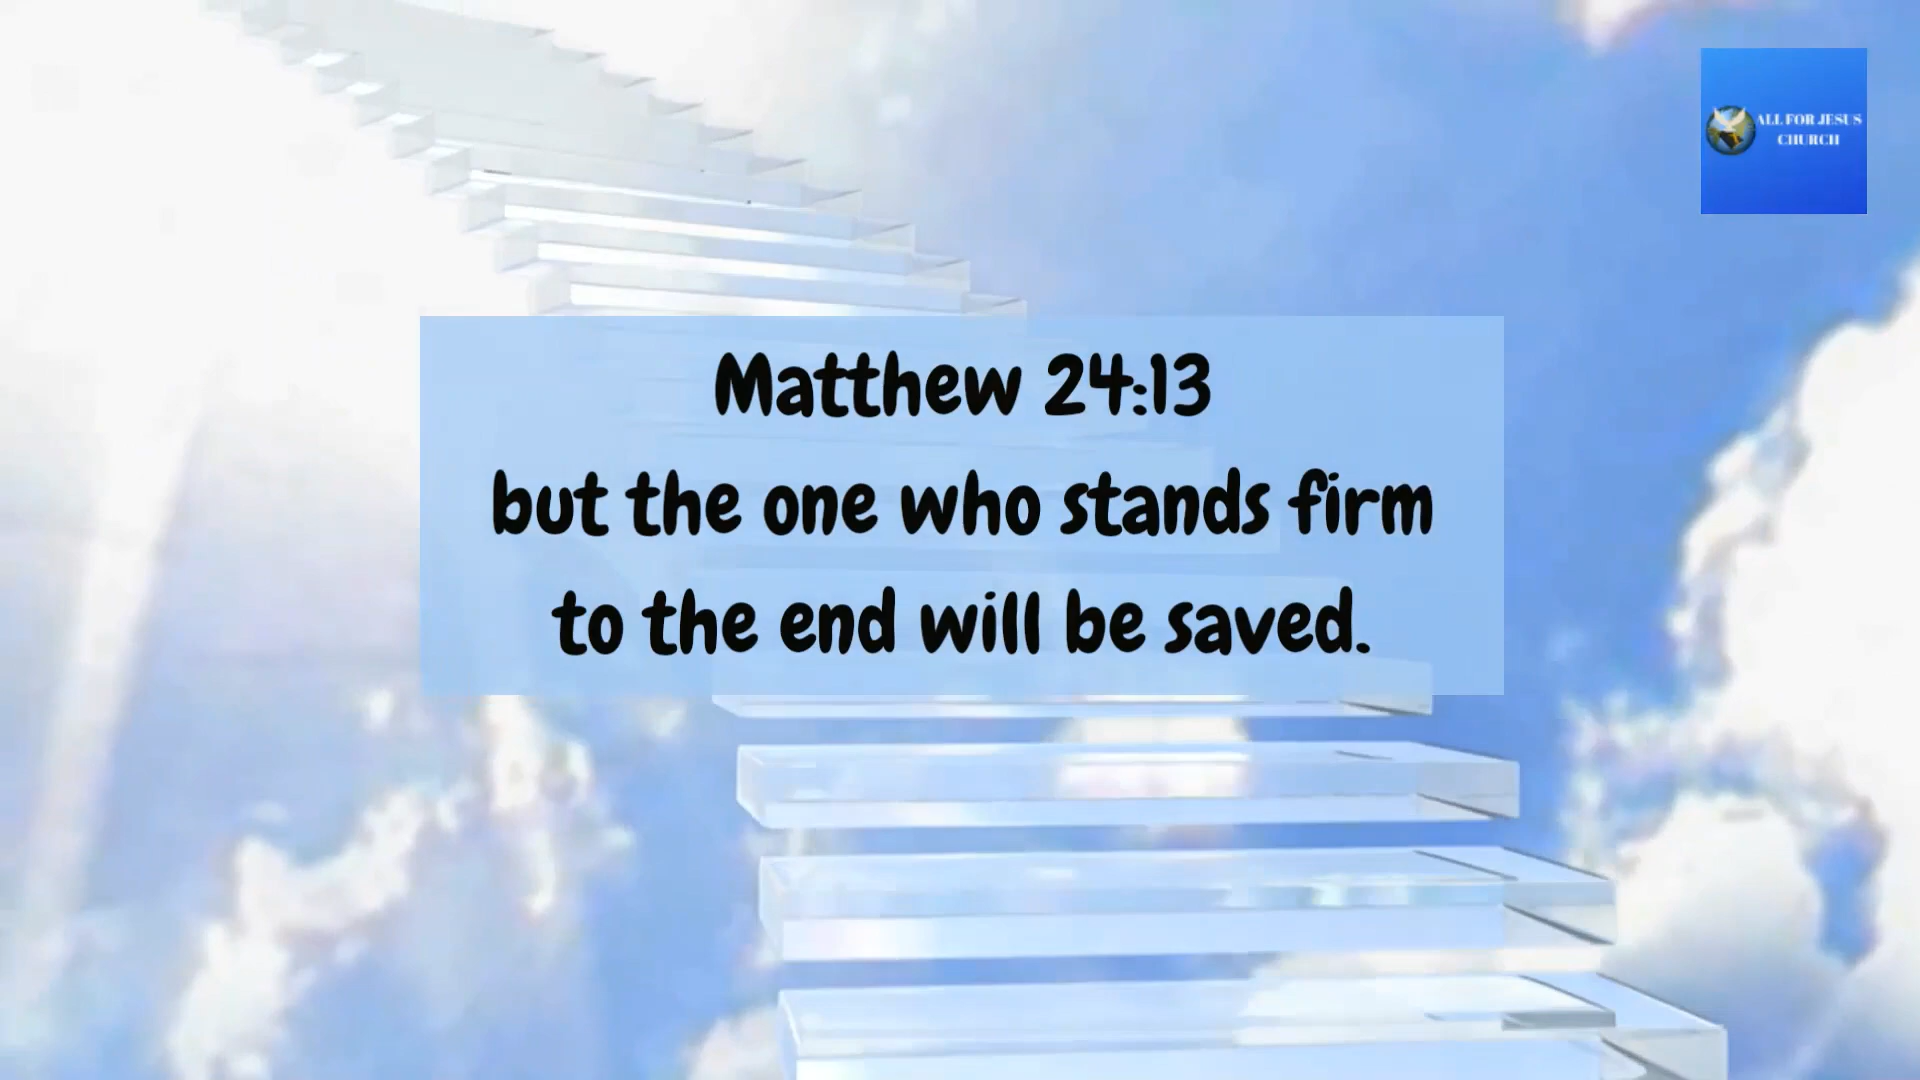 ALL FOR JESUS
CHURCH
Matthew 24:13
but the one who stands firm
to the end will be saved.